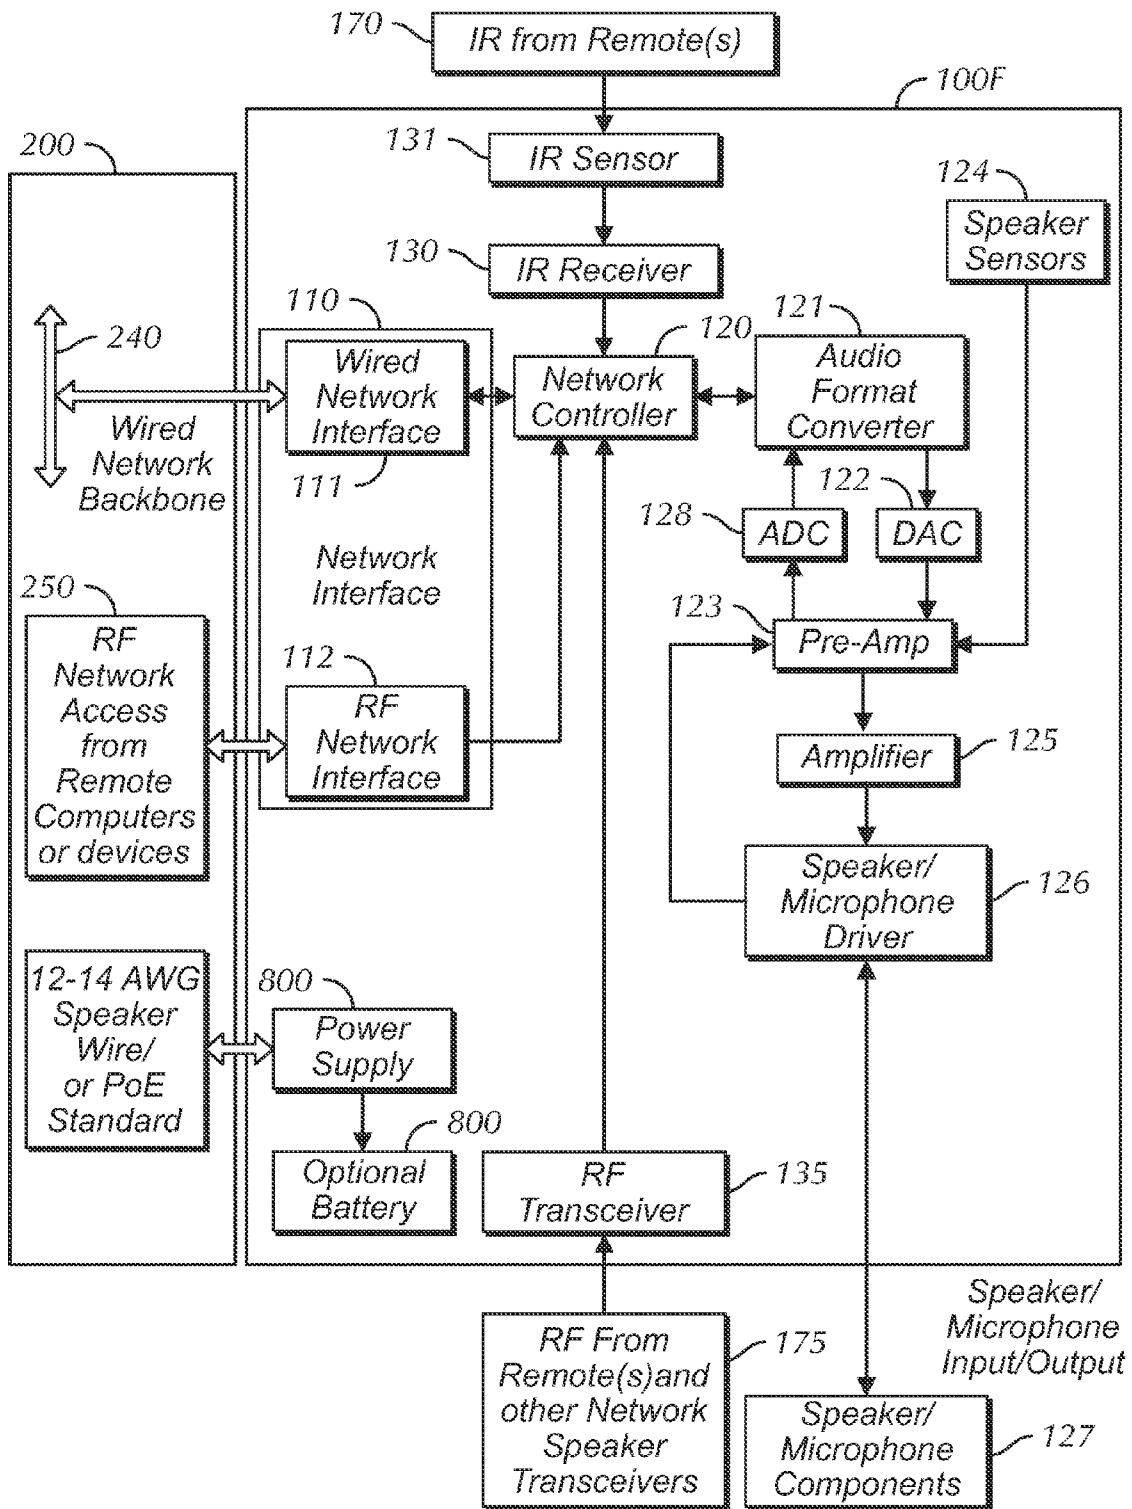 170
IR from Remote(s)
100F
131
IR Sensor
200
124
Speaker
Sensors
130
IR Receiver
110
120
121
240
Wired
Network
Interface
Network
Controller
Audio
Format
Converter
Wired
Network
Backbone
111
122
128
ADC
DAC
Network
Interface
250
123
RF
Network
Access
from
Remote
Computers
or devices
Pre-Amp
112
RF
Network
Interface
Amplifier
125
Speaker/
Microphone
Driver
126
12-14 AWG
Speaker
Wire/
or PoE
Standard
800
Power
Supply
800
Optional
Battery
RF
Transceiver
135
Speaker/
Microphone
Input/Output
RF From
Remote(s)and
other Network
Speaker
Transceivers
175
Speaker/
Microphone
Components
127